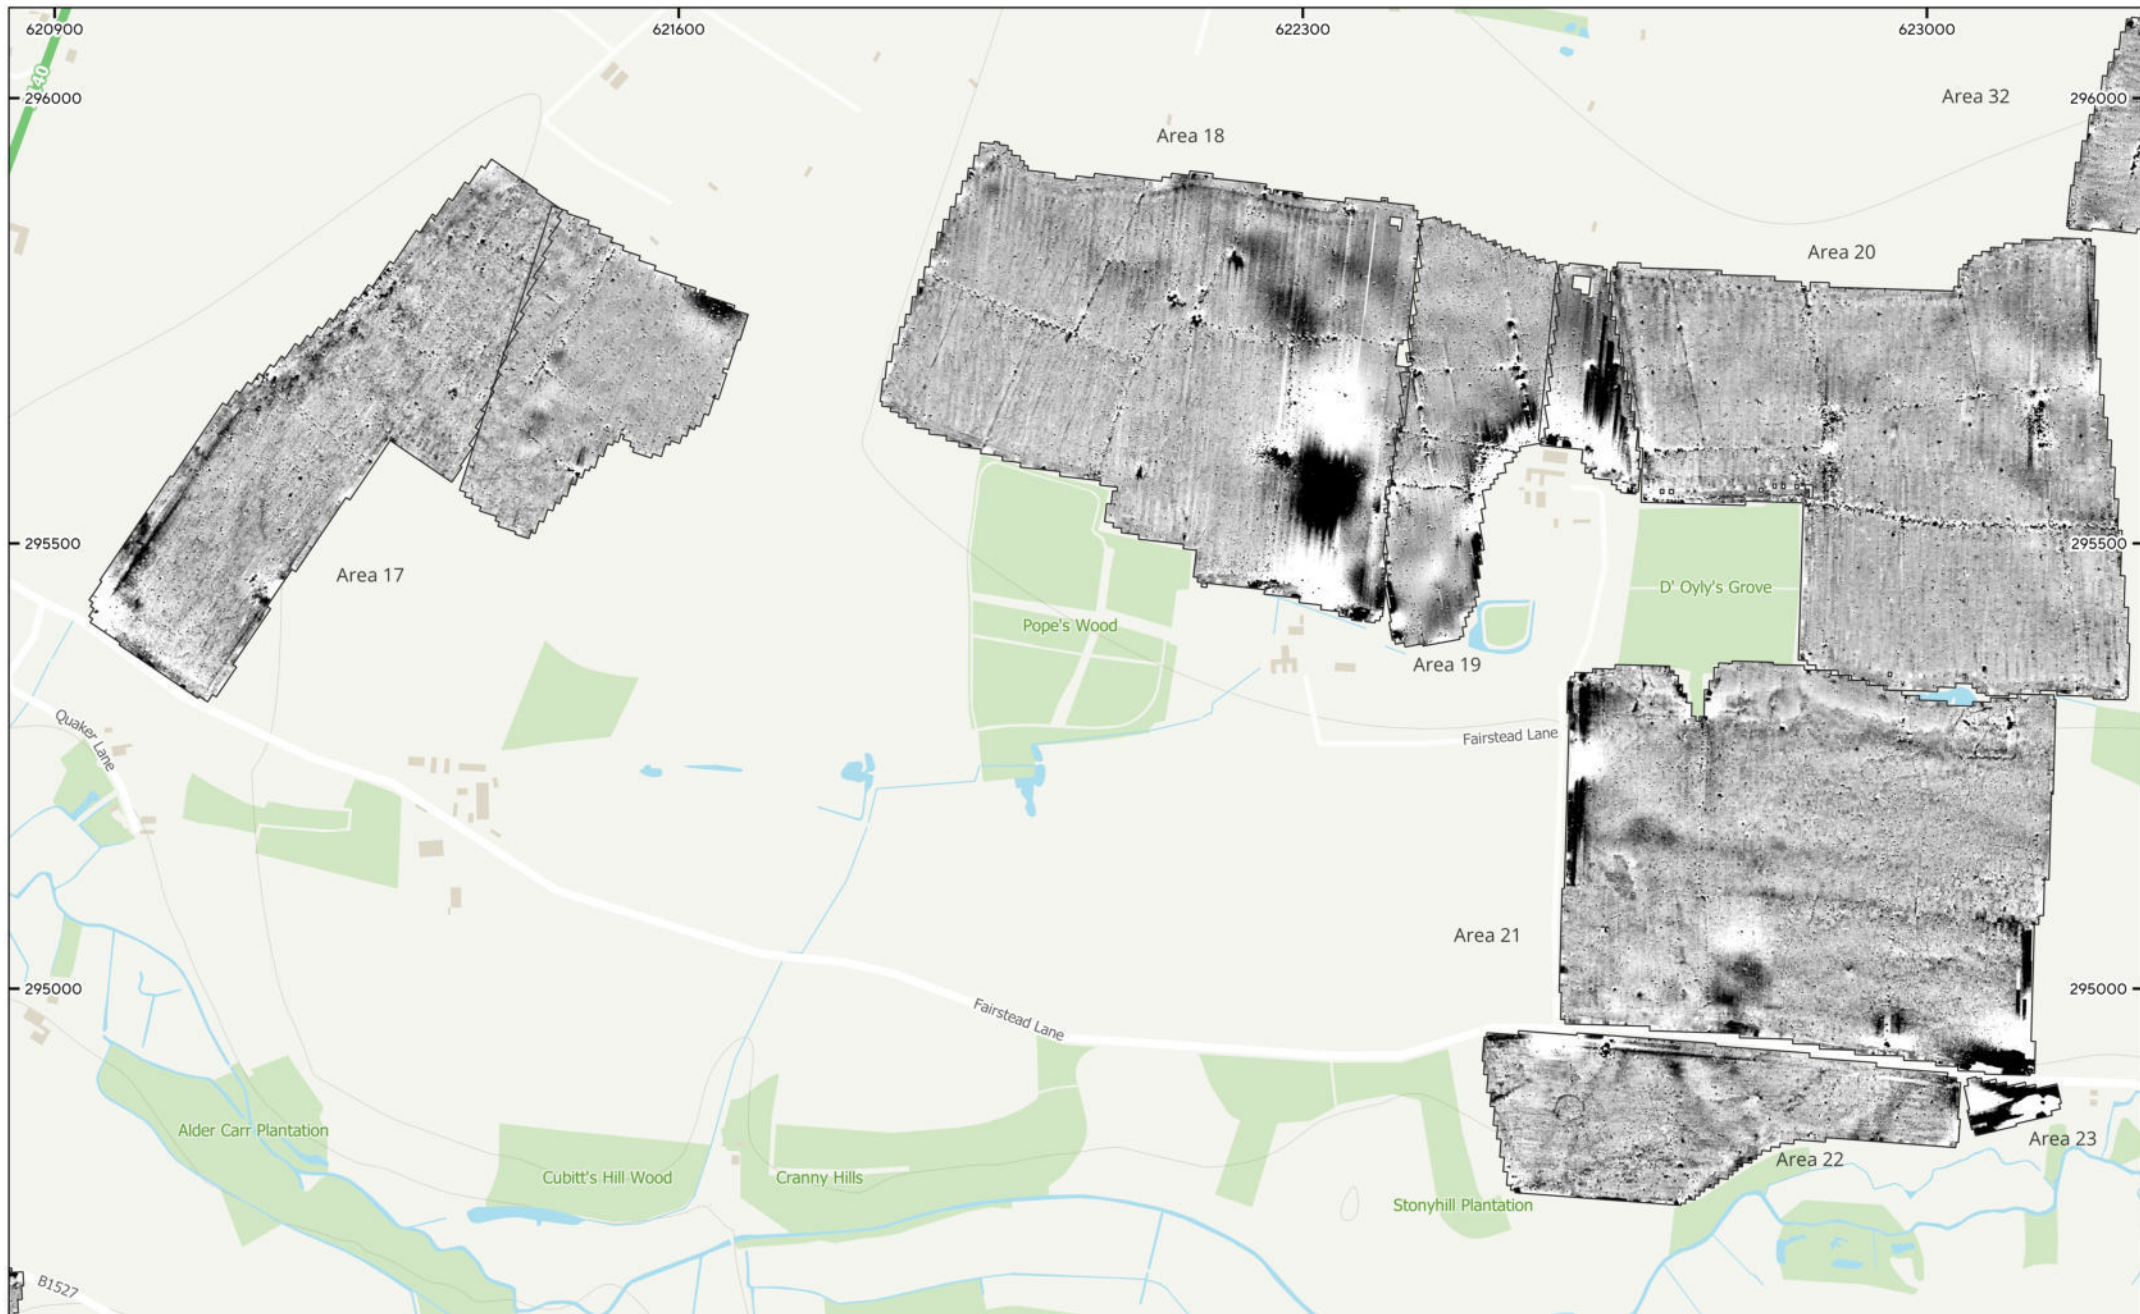 620900
621600
622300
623000
296000
Area 32
296000
Area 18
Area 20
295500
295500
Area 17
D' Oyly's Grove
Pope's Wood
Area 19
Quaker Lane
Fairstead Lane
Area 21
295000
295000
Fairstead Lane
Alder Carr Plantation
Area 23
Area 22
Cubitt's Hill Wood
Cranny Hills
Stonyhill Plantation
B1527